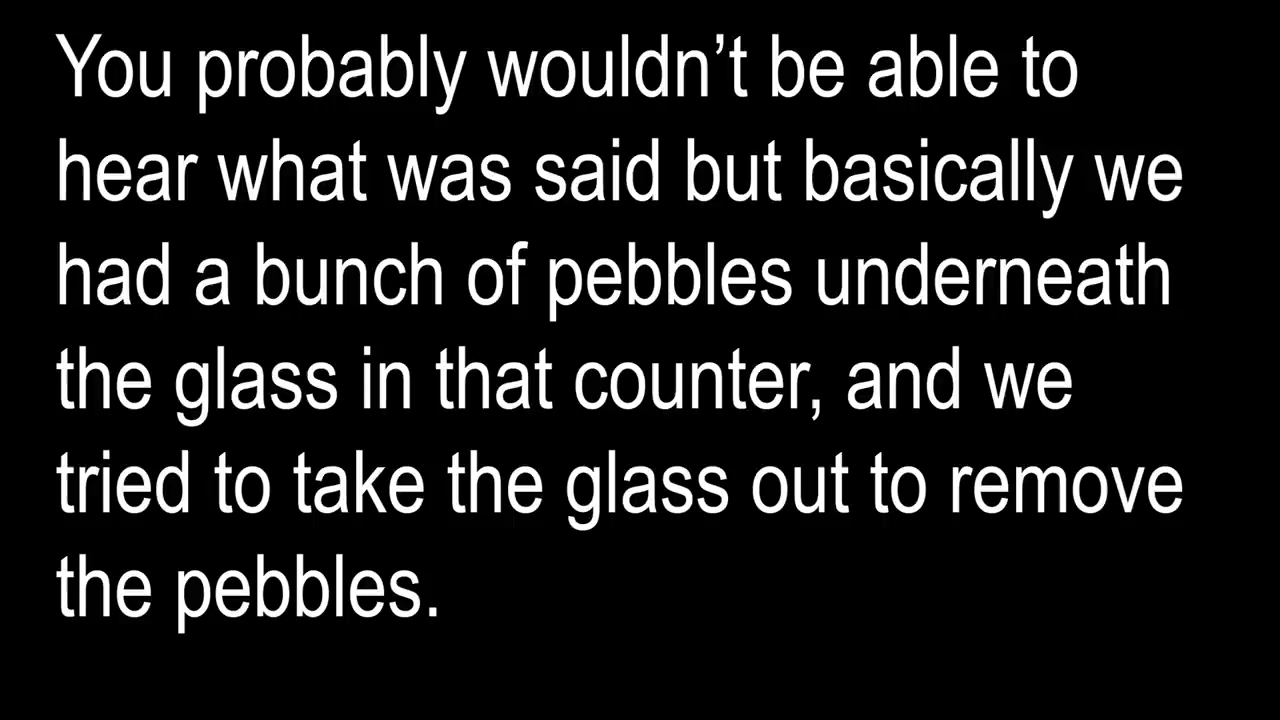 You probably wouldn’t be able to
hear what was said but basically we
had a bunch of pebbles underneath
the glass in that counter, and we
tried to take the glass out to remove
the pebbles.